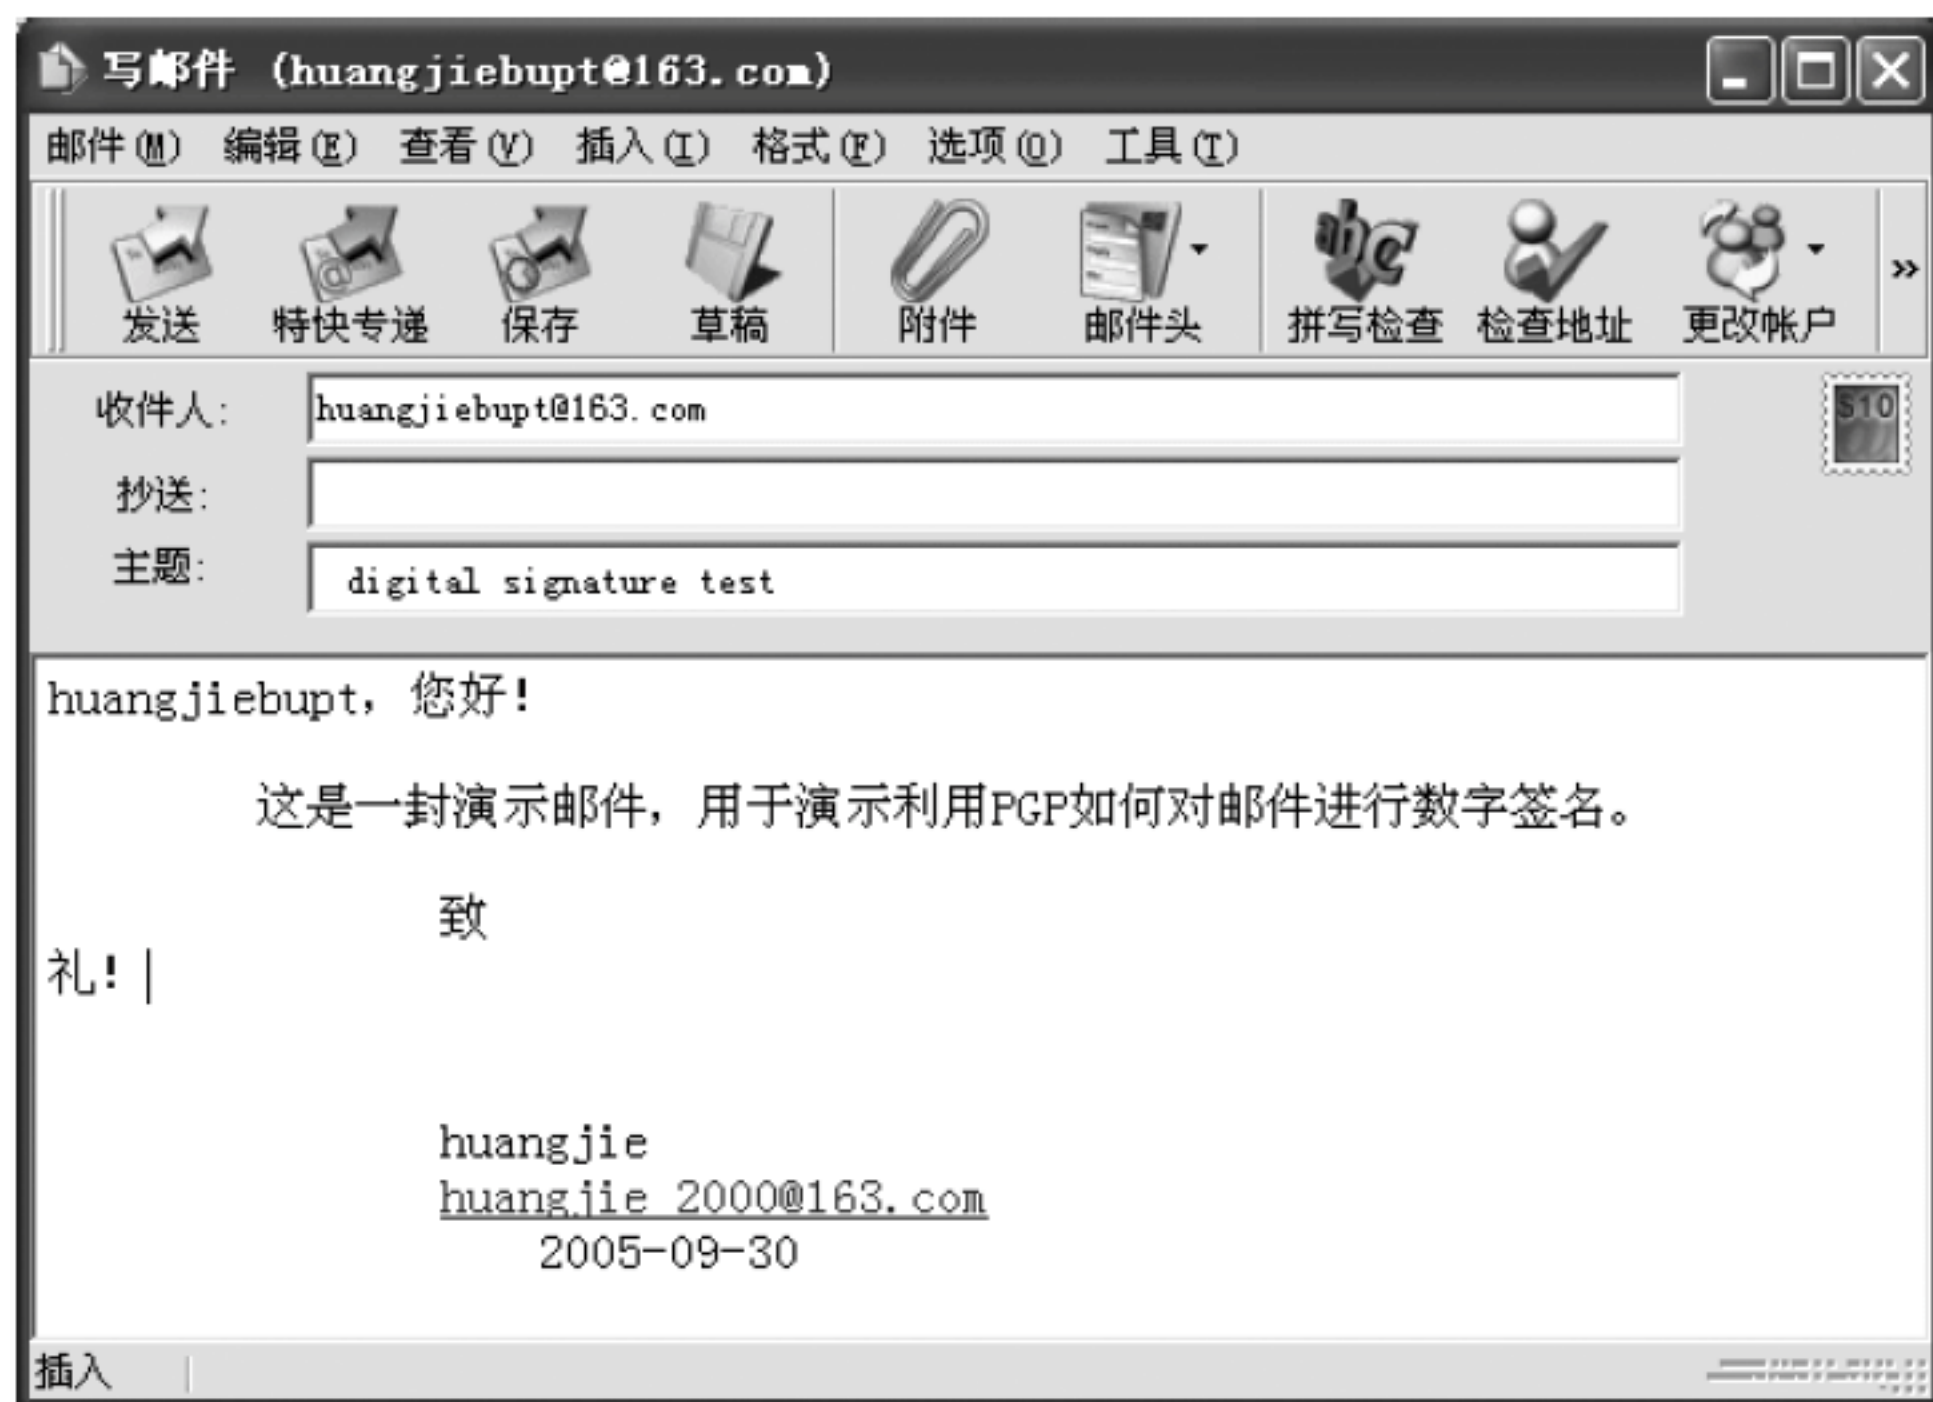 写邮件 (huangjiebupt@163.com)
邮件(M) 编辑(E) 查看(V) 插入(I) 格式(F) 选项(O) 工具(T)
发送 特快专递 保存 草稿 附件 邮件头 拼写检查 检查地址 更改帐户 »
收件人: huangjiebupt@163.com
$10
抄送:
主题: digital signature test
huangjiebupt，您好！
这是一封演示邮件，用于演示利用PGP如何对邮件进行数字签名。
致
礼！
huangjie
huangjie_2000@163.com
2005-09-30
插入